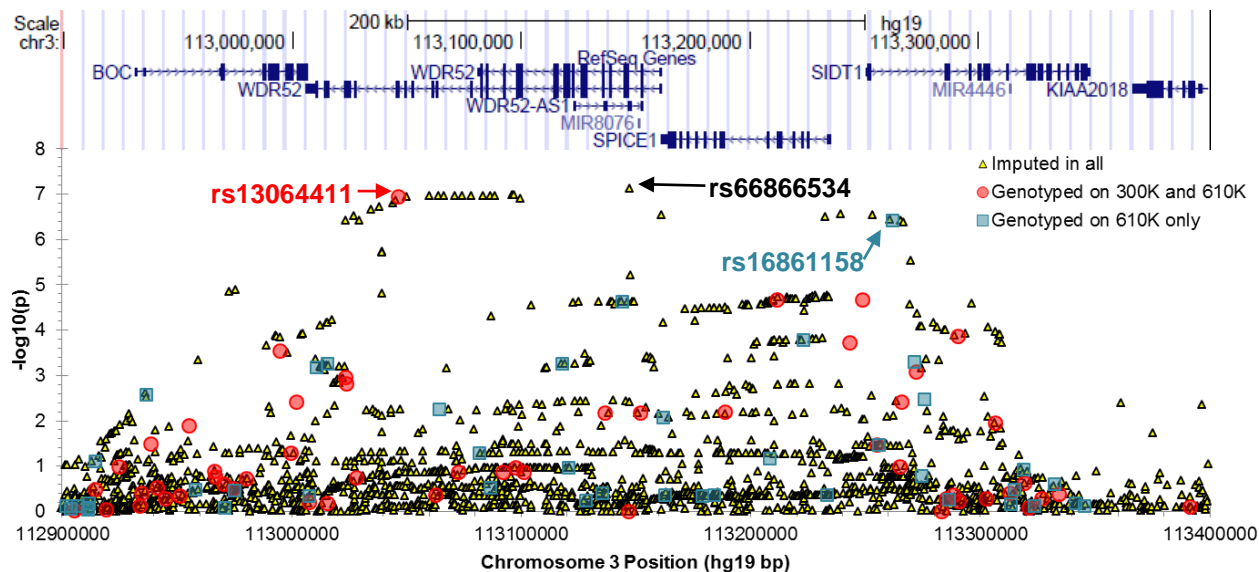 Scale 200 kb hg19
chr3: 113,000,000 113,100,000 113,200,000 113,300,000
RefSeq Genes
BOC WDR52 SIDT1
WDR52 MIR4446 KIAA2018
WDR52-AS1
MIR8076
SPICE1
8
7
6
5
4
3
2
1
0
-log10(p)
rs13064411
rs66866534
rs16861158
Imputed in all
Genotyped on 300K and 610K
Genotyped on 610K only
112900000 113000000 113100000 113200000 113300000 113400000
Chromosome 3 Position (hg19 bp)